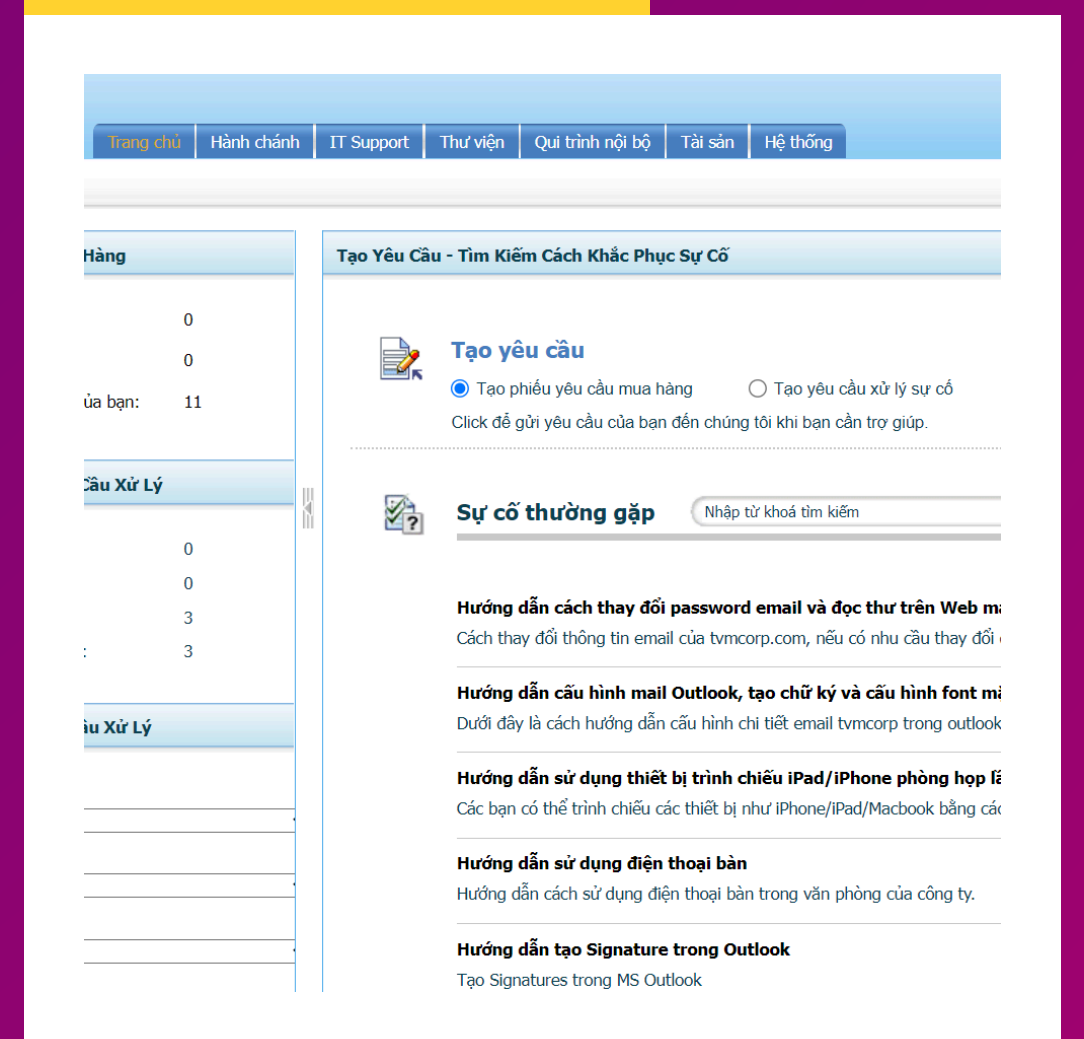 Trang chủ Hành chánh IT Support Thư viện Qui trình nội bộ Tài sản Hệ thống
Hàng
0
0
ủa bạn: 11
Cầu Xử Lý
0
0
3
: 3
ầu Xử Lý
Tạo Yêu Cầu - Tìm Kiếm Cách Khắc Phục Sự Cố
Tạo yêu cầu
Tạo phiếu yêu cầu mua hàng Tạo yêu cầu xử lý sự cố
Click để gửi yêu cầu của bạn đến chúng tôi khi bạn cần trợ giúp.
Sự cố thường gặp Nhập từ khoá tìm kiếm
Hướng dẫn cách thay đổi password email và đọc thư trên Web
Cách thay đổi thông tin email của tvmcorp.com, nếu có nhu cầu thay đổi
Hướng dẫn cấu hình mail Outlook, tạo chữ ký và cấu hình font
Dưới đây là cách hướng dẫn cấu hình chi tiết email tvmcorp trong outlook
Hướng dẫn sử dụng thiết bị trình chiếu iPad/iPhone phòng họp
Các bạn có thể trình chiếu các thiết bị như iPhone/iPad/Macbook bằng
Hướng dẫn sử dụng điện thoại bàn
Hướng dẫn cách sử dụng điện thoại bàn trong văn phòng của công ty.
Hướng dẫn tạo Signature trong Outlook
Tạo Signatures trong MS Outlook